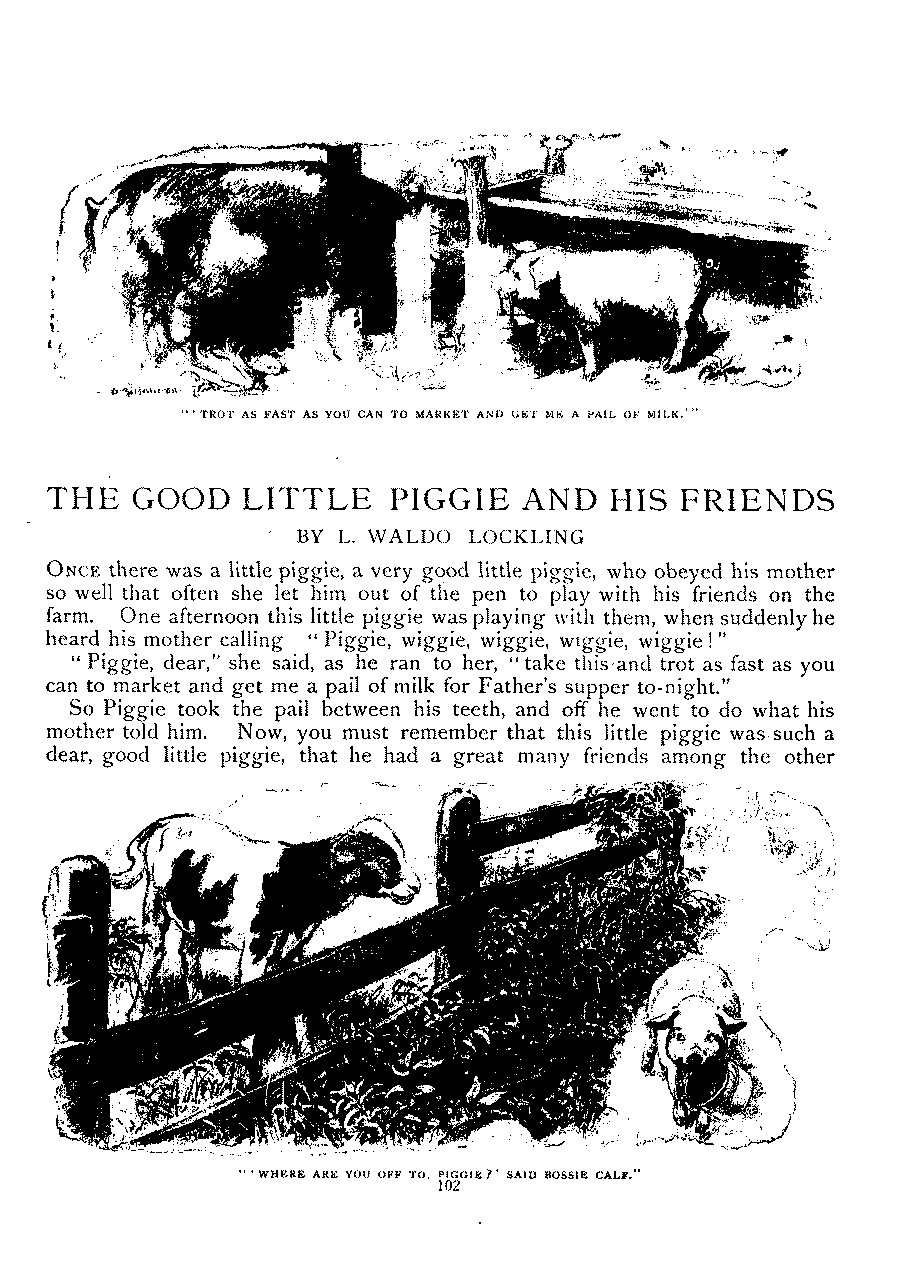 "'TROT AS FAST AS YOU CAN TO MARKET AND GET ME A PAIL OF MILK.'"
THE GOOD LITTLE PIGGIE AND HIS FRIENDS
BY L. WALDO LOCKLING
ONCE there was a little piggie, a very good little piggie, who obeyed his mother
so well that often she let him out of the pen to play with his friends on the
farm. One afternoon this little piggie was playing with them, when suddenly he
heard his mother calling "Piggie, wiggie, wiggie, wiggie, wiggie!"
"Piggie, dear," she said, as he ran to her, "take this and trot as fast as you
can to market and get me a pail of milk for Father's supper to-night."
So Piggie took the pail between his teeth, and off he went to do what his
mother told him. Now, you must remember that this little piggie was such a
dear, good little piggie, that he had a great many friends among the other
"'WHERE ARE YOU OFF TO, PIGGIE?' SAID BOSSIE CALF."
102